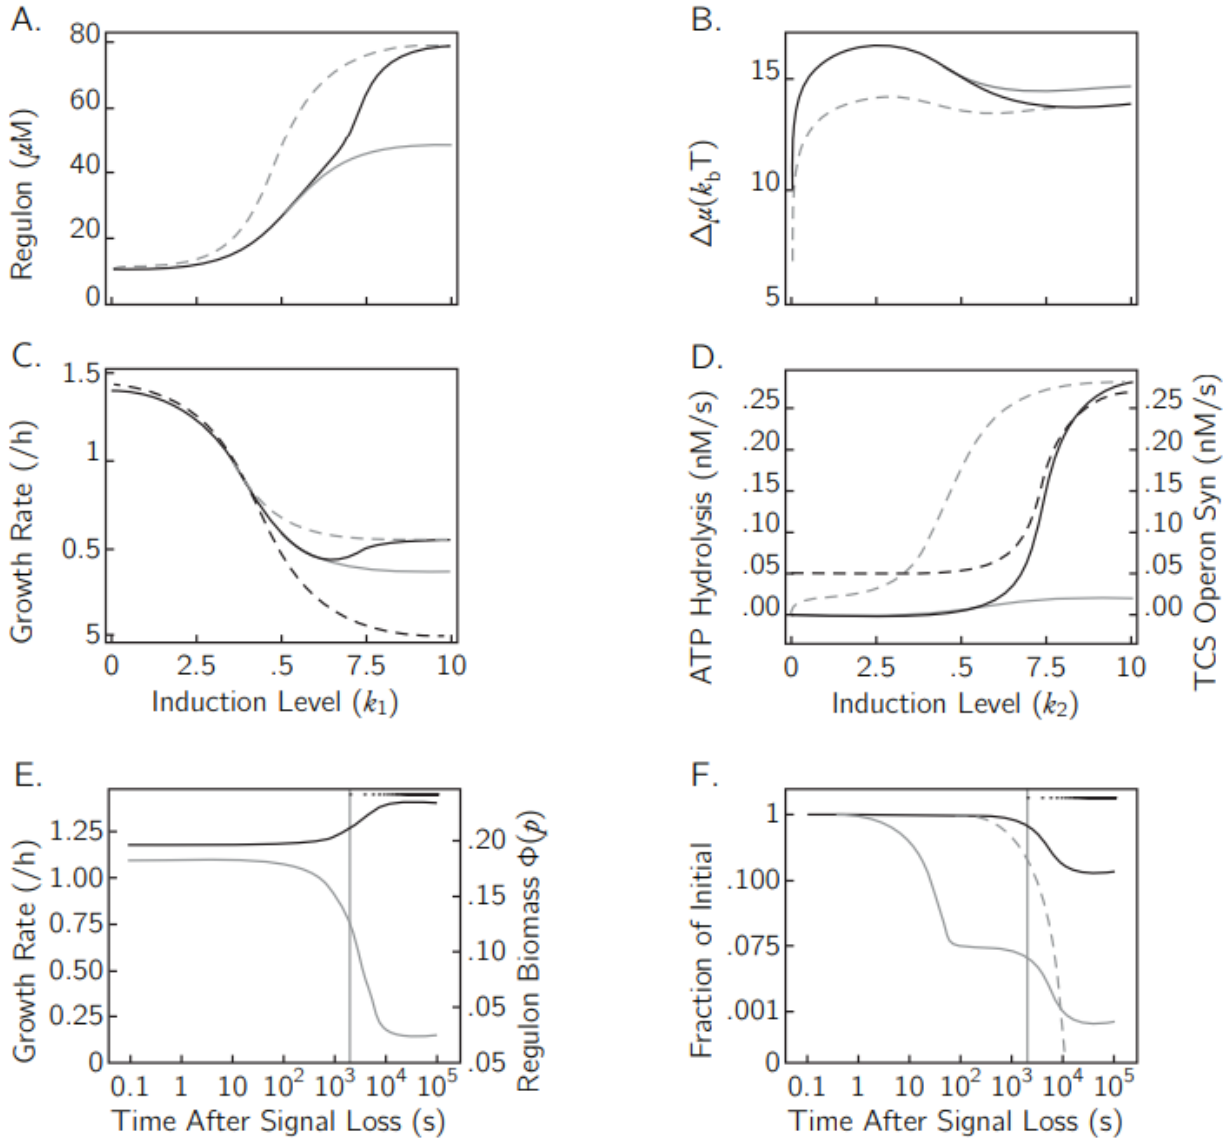 A.
Regulon (μM)
80
60
40
20
0
B.
Δμ(k_bT)
15
10
5
C.
Growth Rate (/h)
1.5
1
0.5
5
0 2.5 .5 7.5 10
Induction Level (k₁)
D.
ATP Hydrolysis (nM/s)
.25
.20
.15
.10
.05
.00
TCS Operon Syn (nM/s)
.25
.20
.15
.10
.05
.00
0 2.5 .5 7.5 10
Induction Level (k₂)
E.
Growth Rate (/h)
1.25
1.00
0.75
0.50
0.25
0
Regulon Biomass Φ(p)
.20
.15
.10
.05
.05
0.1 1 10 10² 10³ 10⁴ 10⁵
Time After Signal Loss (s)
F.
Fraction of Initial
1
.100
.075
.001
0
0.1 1 10 10² 10³ 10⁴ 10⁵
Time After Signal Loss (s)